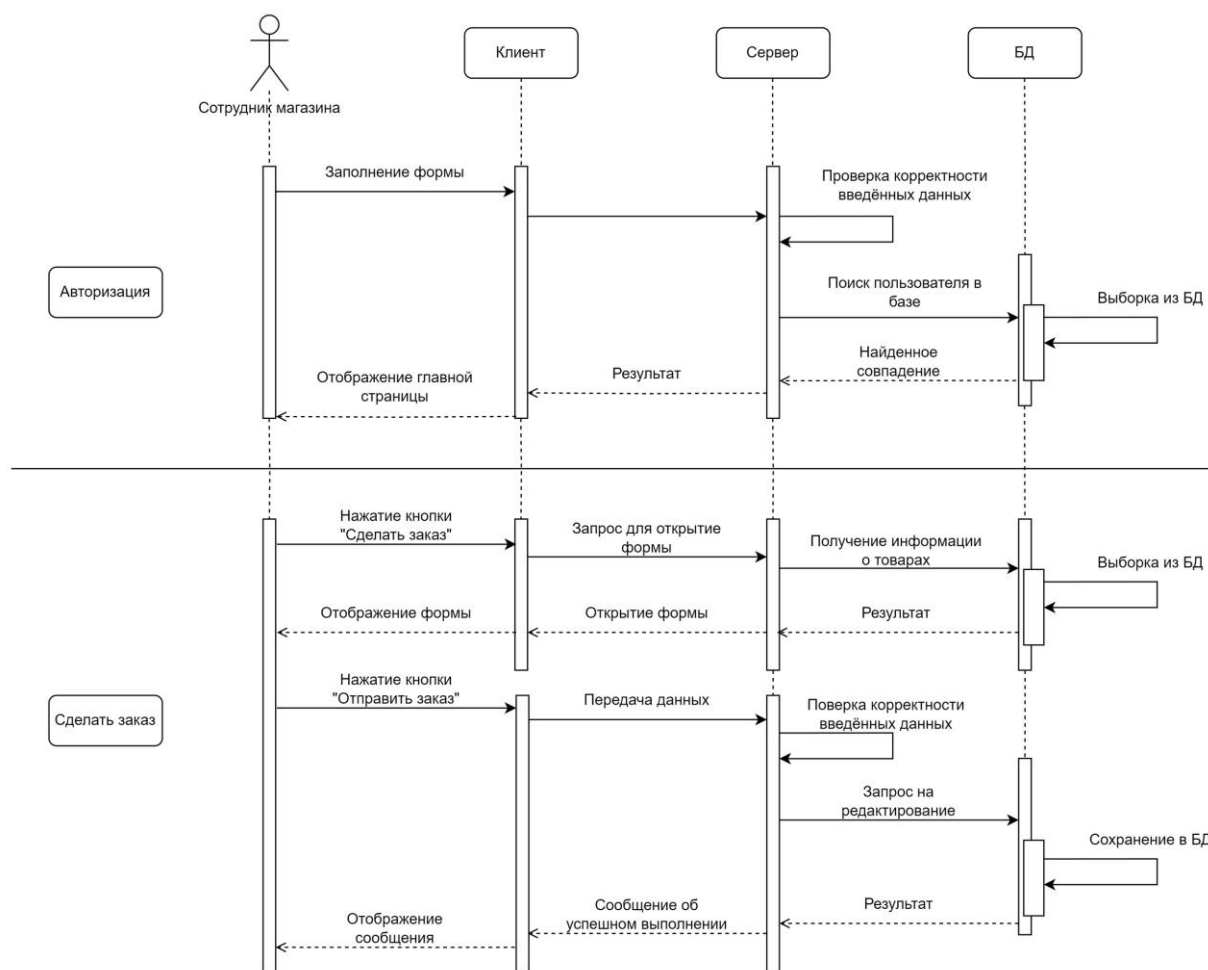 Клиент
Сервер
БД
Сотрудник магазина
Заполнение формы
Проверка корректности
введённых данных
Авторизация
Поиск пользователя в
базе
Выборка из БД
Найденное
совпадение
Результат
Отображение главной
страницы
Нажатие кнопки
"Сделать заказ"
Запрос для открытие
формы
Получение информации
о товарах
Выборка из БД
Отображение формы
Открытие формы
Результат
Сделать заказ
Нажатие кнопки
"Отправить заказ"
Передача данных
Поверка корректности
введённых данных
Запрос на
редактирование
Сохранение в БД
Результат
Сообщение об
успешном выполнении
Отображение
сообщения